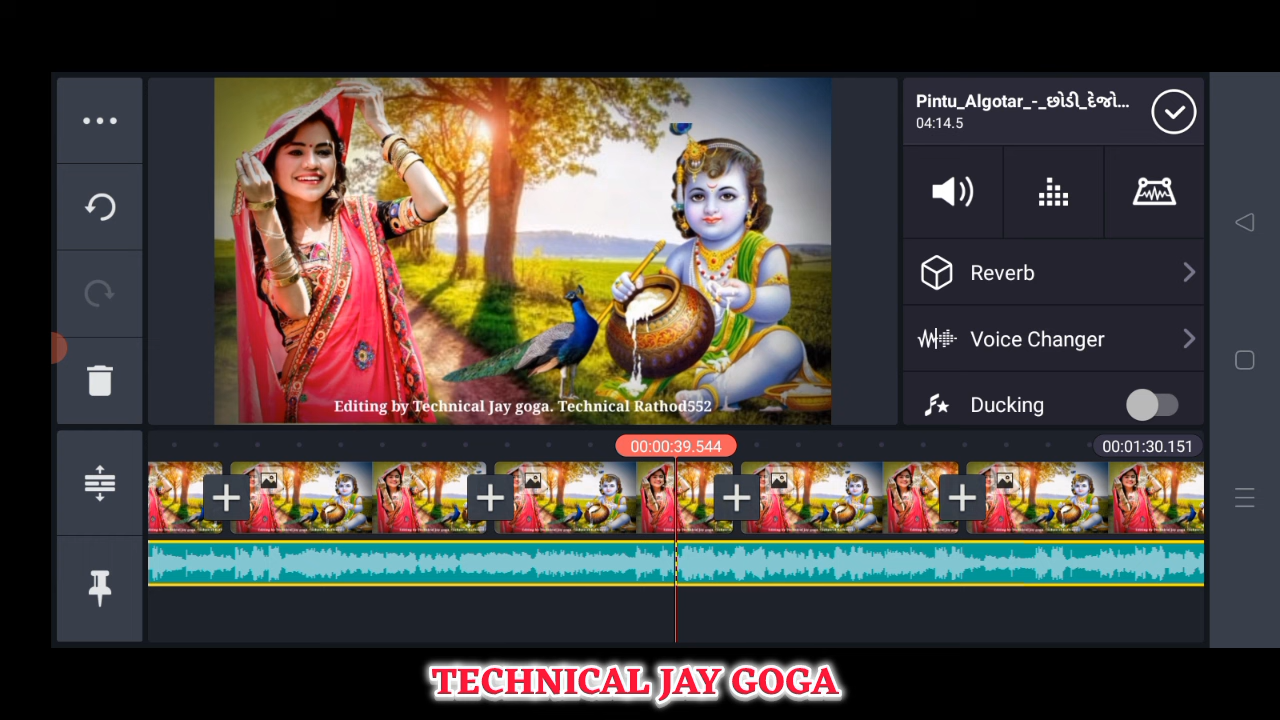 Pintu_Algotar_-_છોડી_દેજો...
04:14.5
Reverb
Voice Changer
Ducking
Editing by Technical Jay goga. Technical Rathod552
00:00:39.544
00:01:30.151
TECHNICAL JAY GOGA